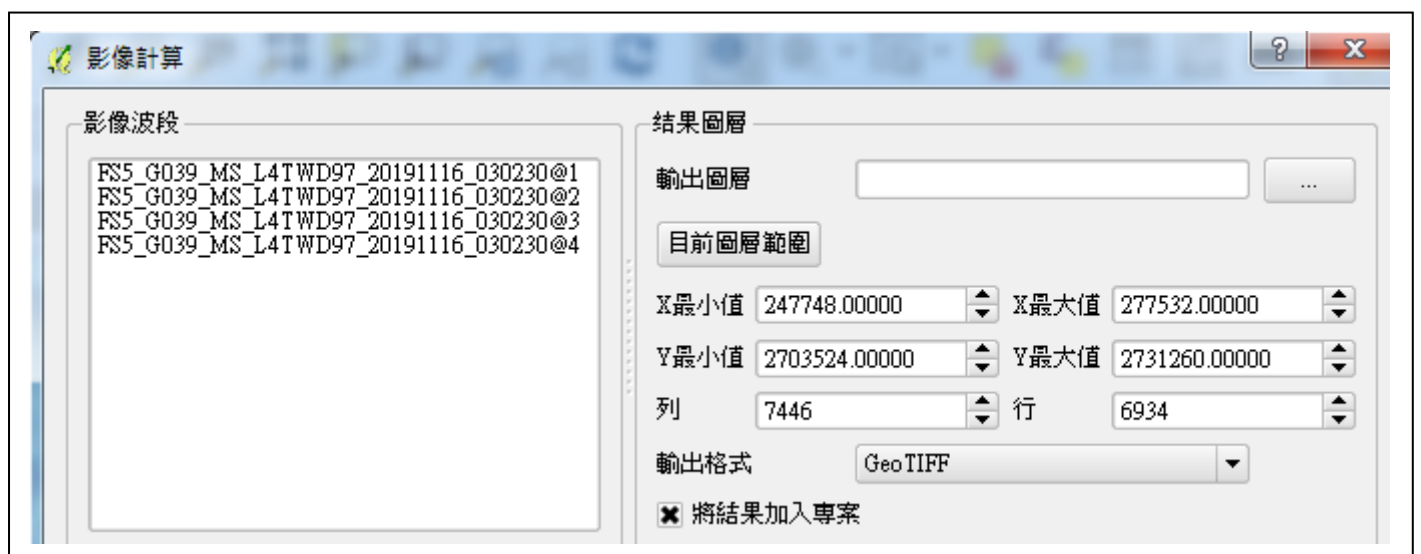 影像計算
影像波段
FS5_G039_MS_L4TWD97_20191116_030230@1
FS5_G039_MS_L4TWD97_20191116_030230@2
FS5_G039_MS_L4TWD97_20191116_030230@3
FS5_G039_MS_L4TWD97_20191116_030230@4
结果圖層
輸出圖層 ...
目前圖層範圍
X最小值 247748.00000 X最大值 277532.00000
Y最小值 2703524.00000 Y最大值 2731260.00000
列 7446 行 6934
輸出格式 GeoTIFF
將結果加入專案